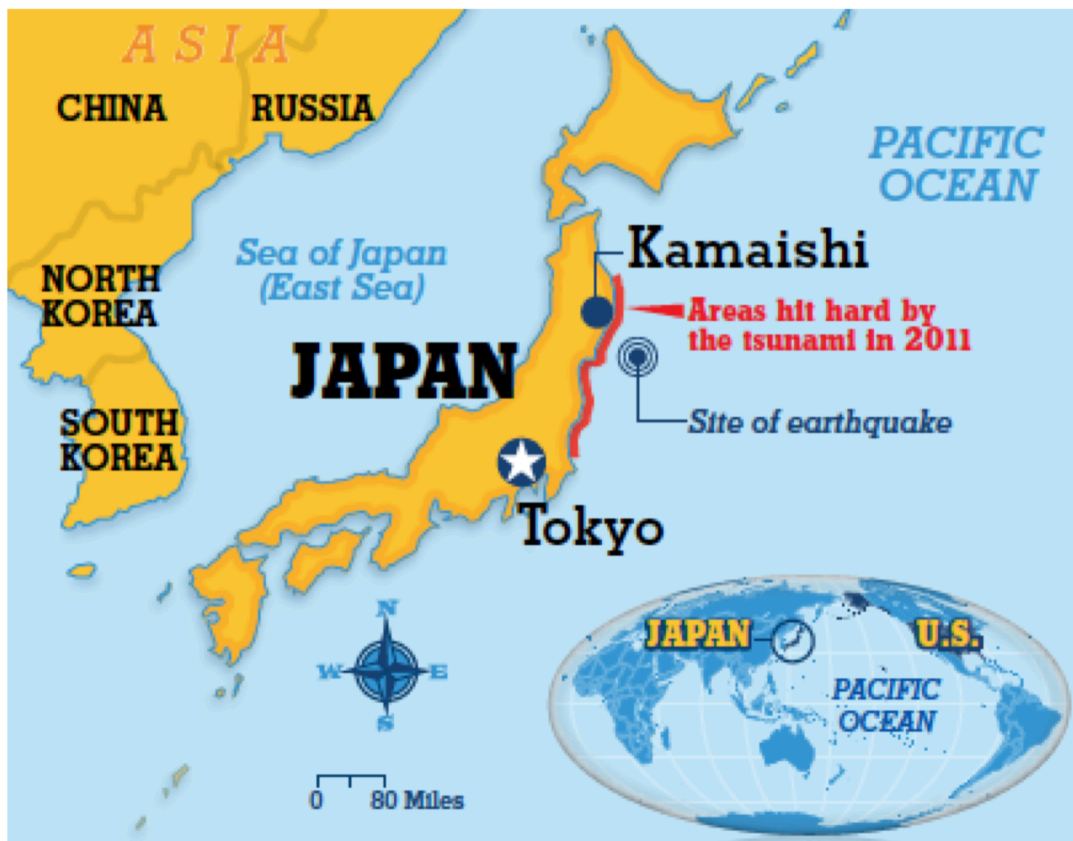 ASIA
CHINA
RUSSIA
PACIFIC
OCEAN
Sea of Japan
(East Sea)
Kamaishi
NORTH
KOREA
Areas hit hard by
the tsunami in 2011
JAPAN
SOUTH
KOREA
Site of earthquake
Tokyo
N
W
E
S
JAPAN
U.S.
PACIFIC
OCEAN
0
80 Miles